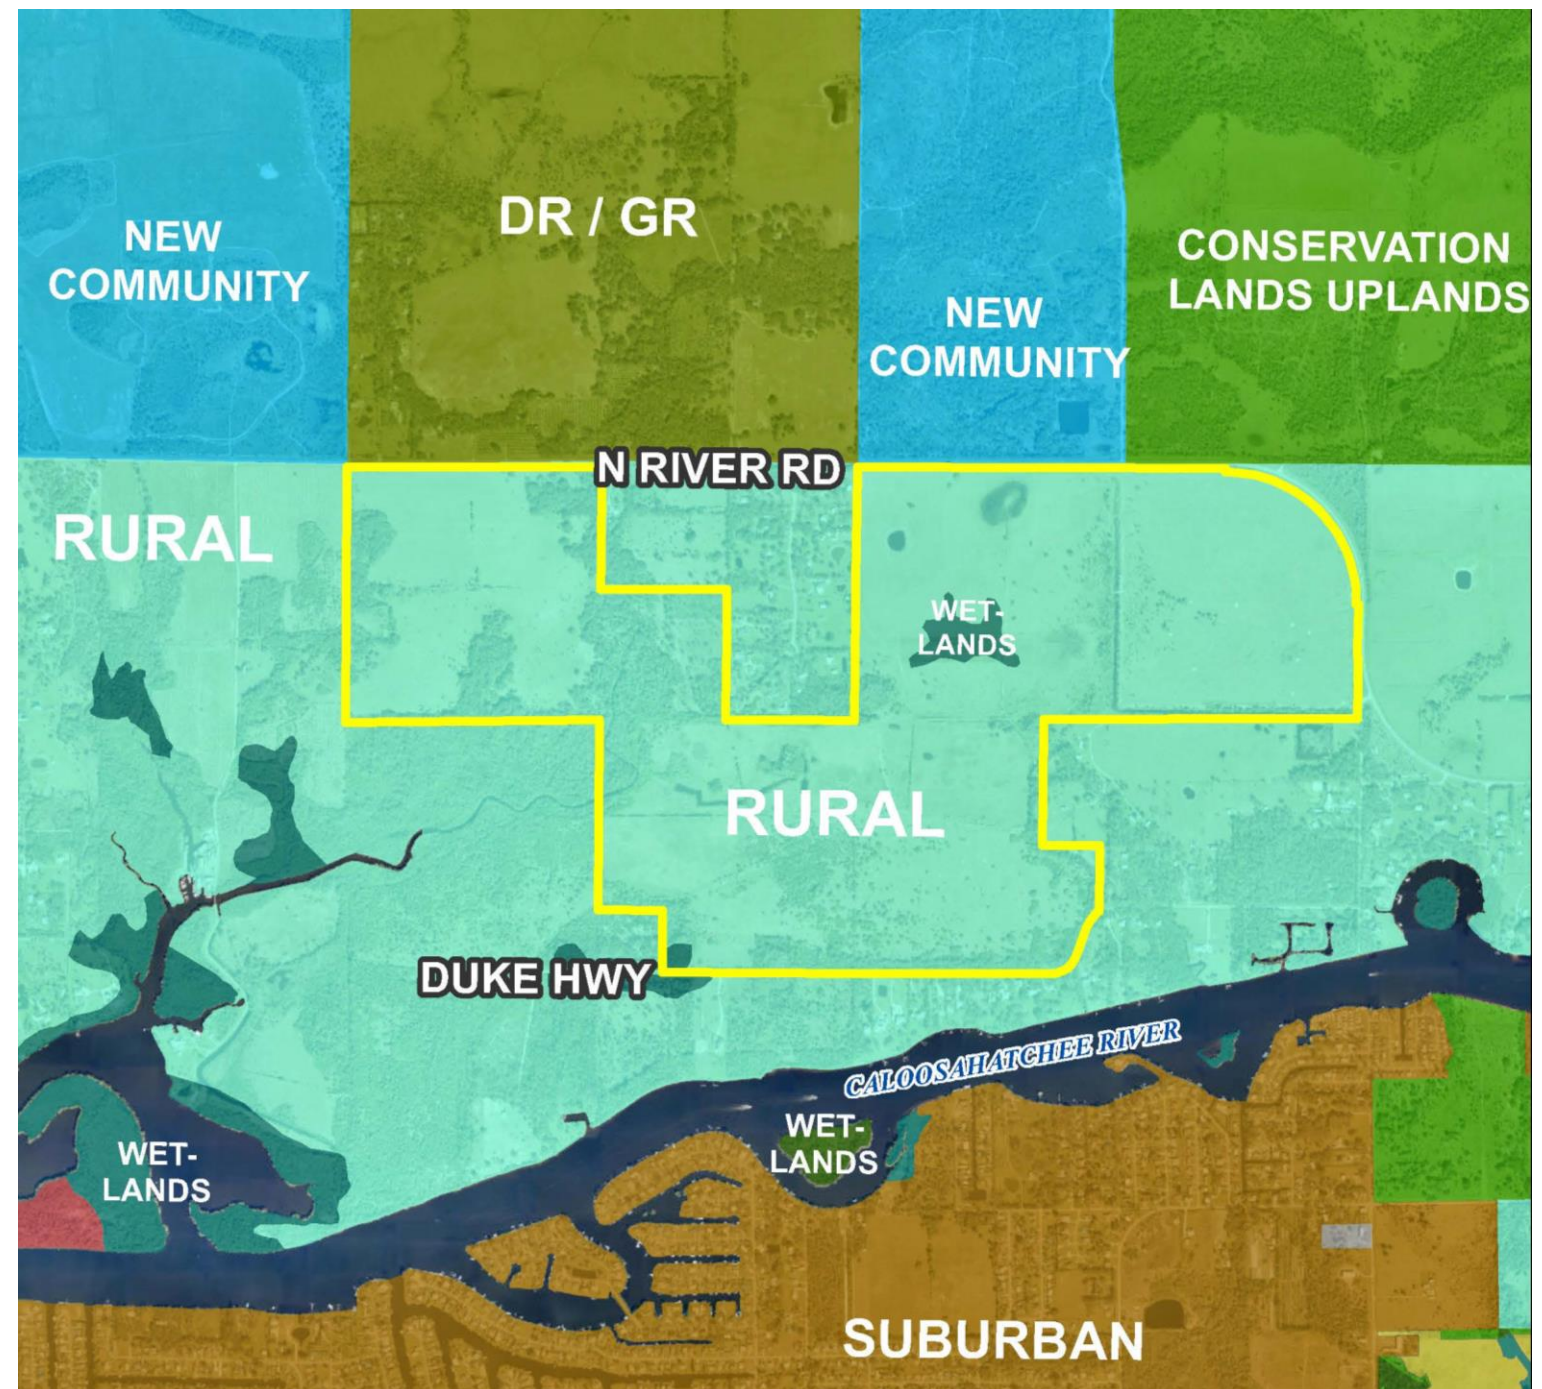 NEW
COMMUNITY
DR / GR
NEW
COMMUNITY
CONSERVATION
LANDS UPLANDS
N RIVER RD
RURAL
WET-
LANDS
RURAL
DUKE HWY
CALOOSAHATCHEE RIVER
WET-
LANDS
WET-
LANDS
SUBURBAN